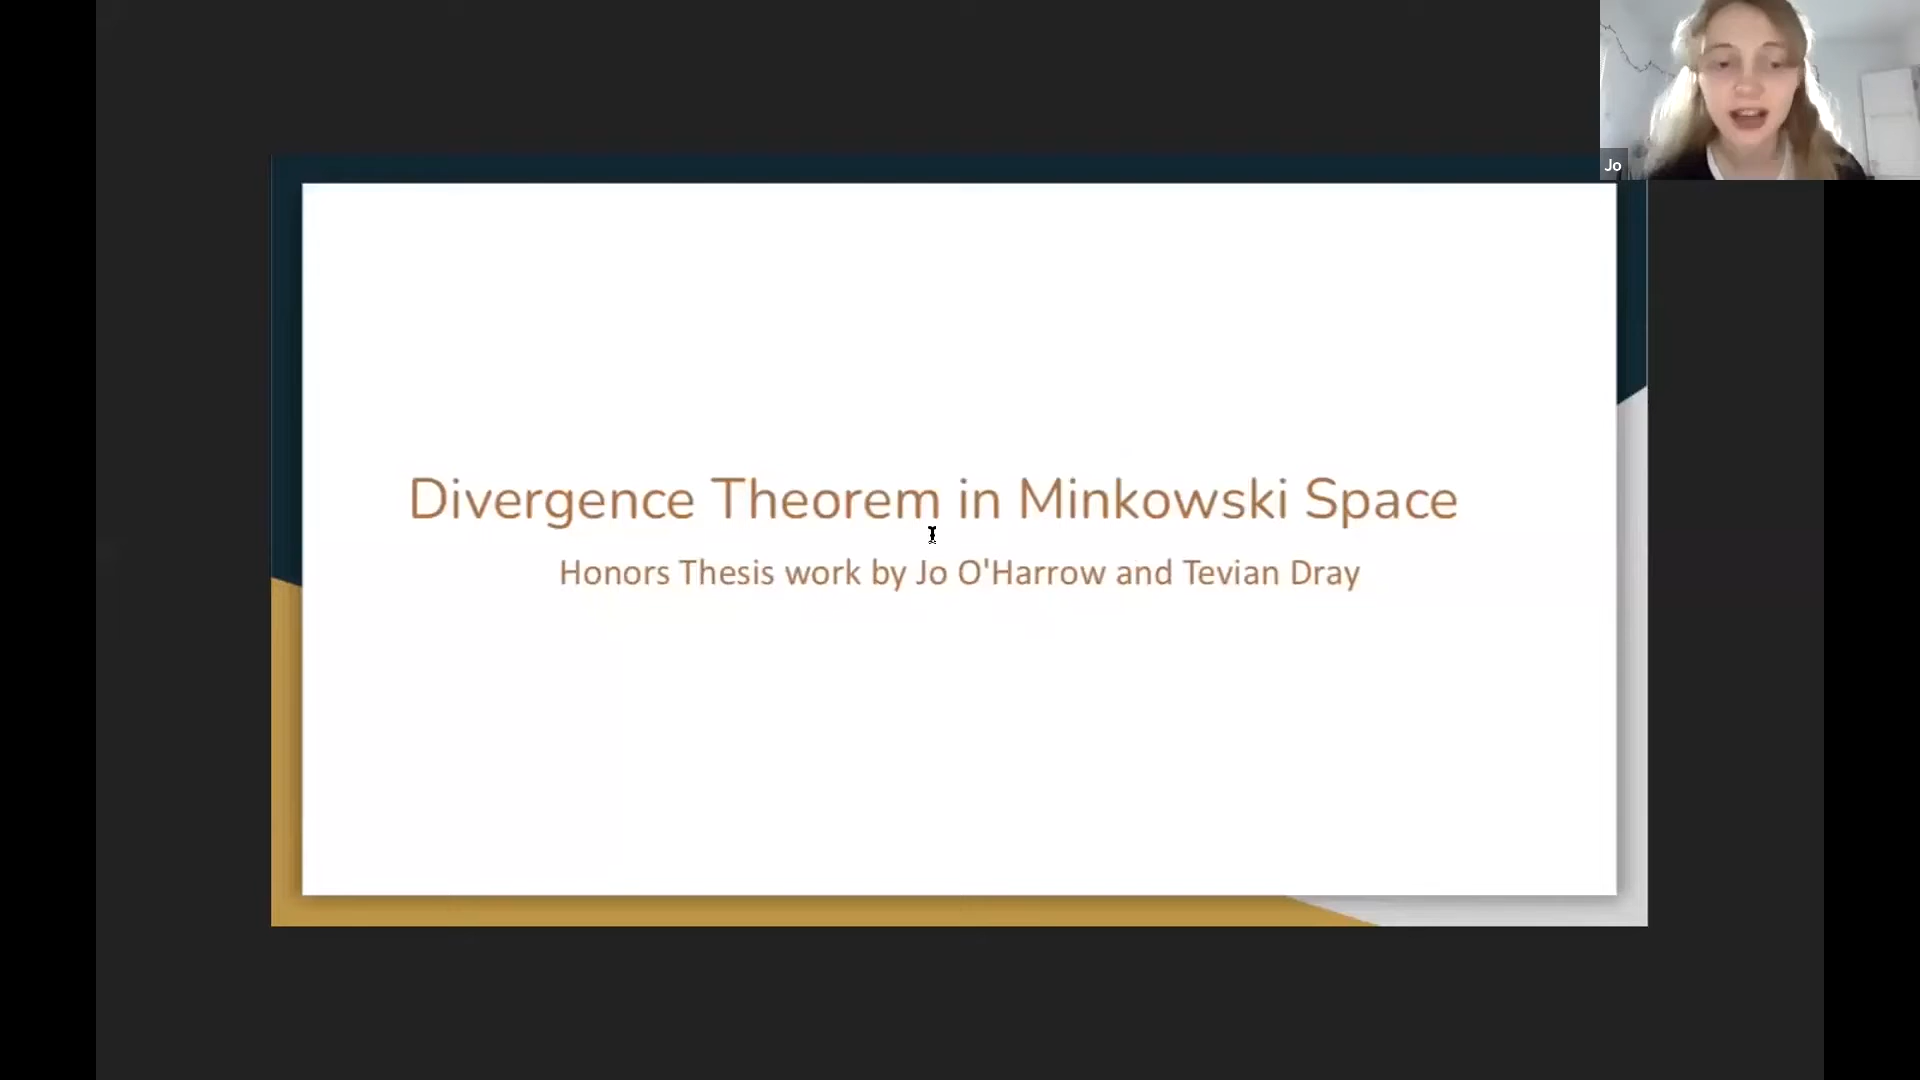 Jo
Divergence Theorem in Minkowski Space
Honors Thesis work by Jo O'Harrow and Tevian Dray